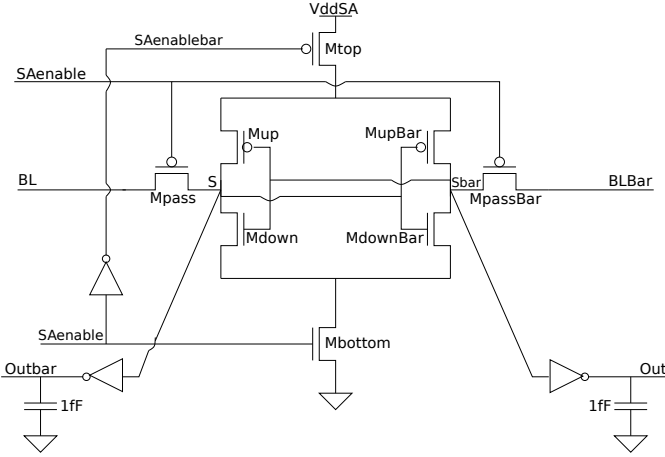 VddSA
SAenablebar
Mtop
SAenable
Mup
MupBar
BL
S
Sbar
BLBar
Mpass
MpassBar
Mdown
MdownBar
SAenable
Mbottom
Outbar
Out
1fF
1fF